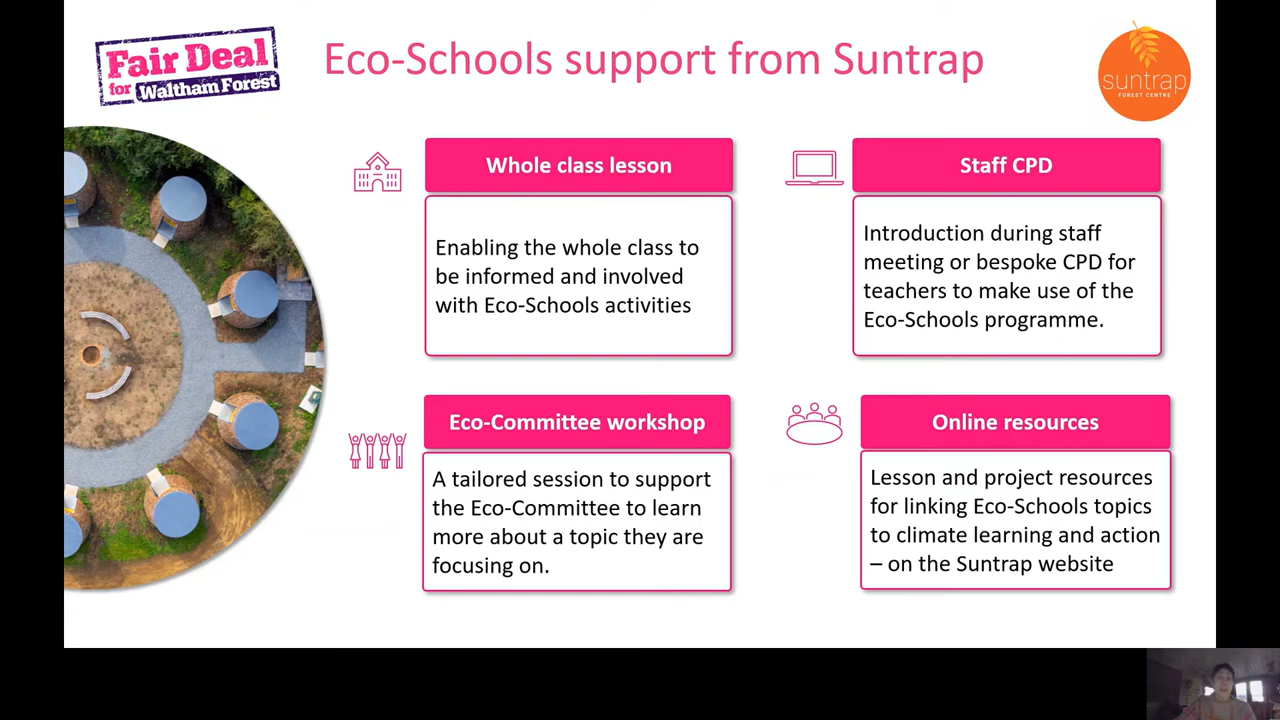 Fair Deal
for Waltham Forest
Eco-Schools support from Suntrap
suntrap
FOREST CENTRE
Whole class lesson
Enabling the whole class to
be informed and involved
with Eco-Schools activities
Staff CPD
Introduction during staff
meeting or bespoke CPD for
teachers to make use of the
Eco-Schools programme.
Eco-Committee workshop
A tailored session to support
the Eco-Committee to learn
more about a topic they are
focusing on.
Online resources
Lesson and project resources
for linking Eco-Schools topics
to climate learning and action
– on the Suntrap website